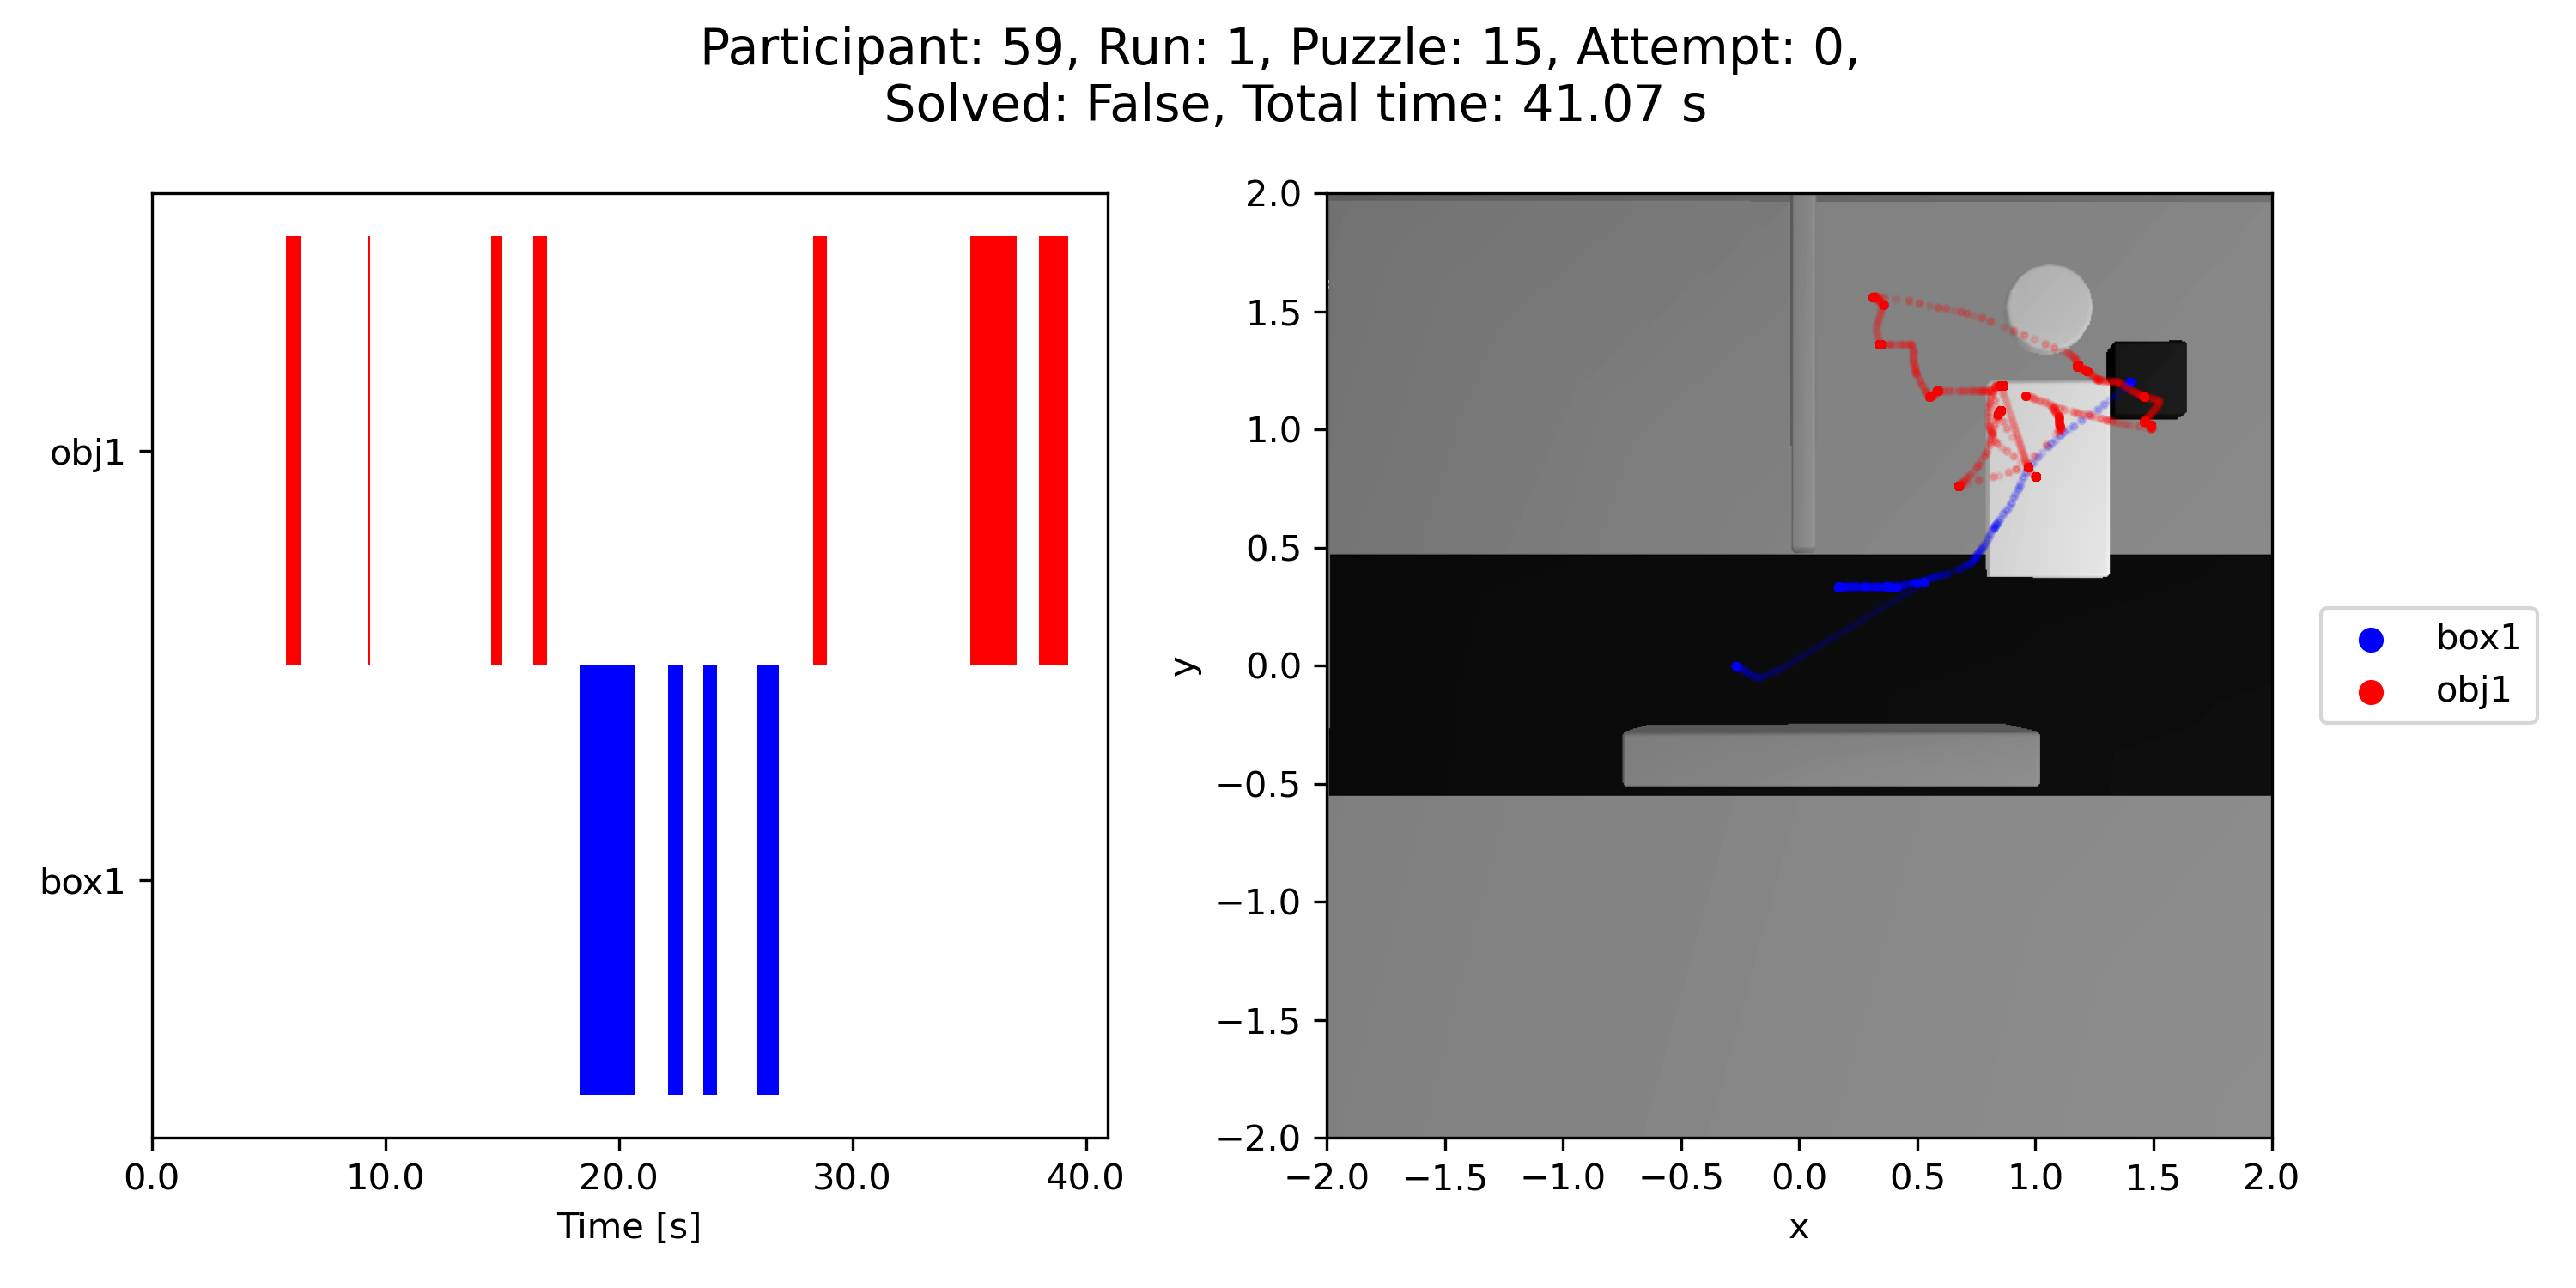 Participant: 59, Run: 1, Puzzle: 15, Attempt: 0,
Solved: False, Total time: 41.07 s
obj1
box1
0.0 10.0 20.0 30.0 40.0
Time [s]
2.0
1.5
1.0
0.5
0.0
−0.5
−1.0
−1.5
−2.0
y
−2.0 −1.5 −1.0 −0.5 0.0 0.5 1.0 1.5 2.0
x
box1
obj1